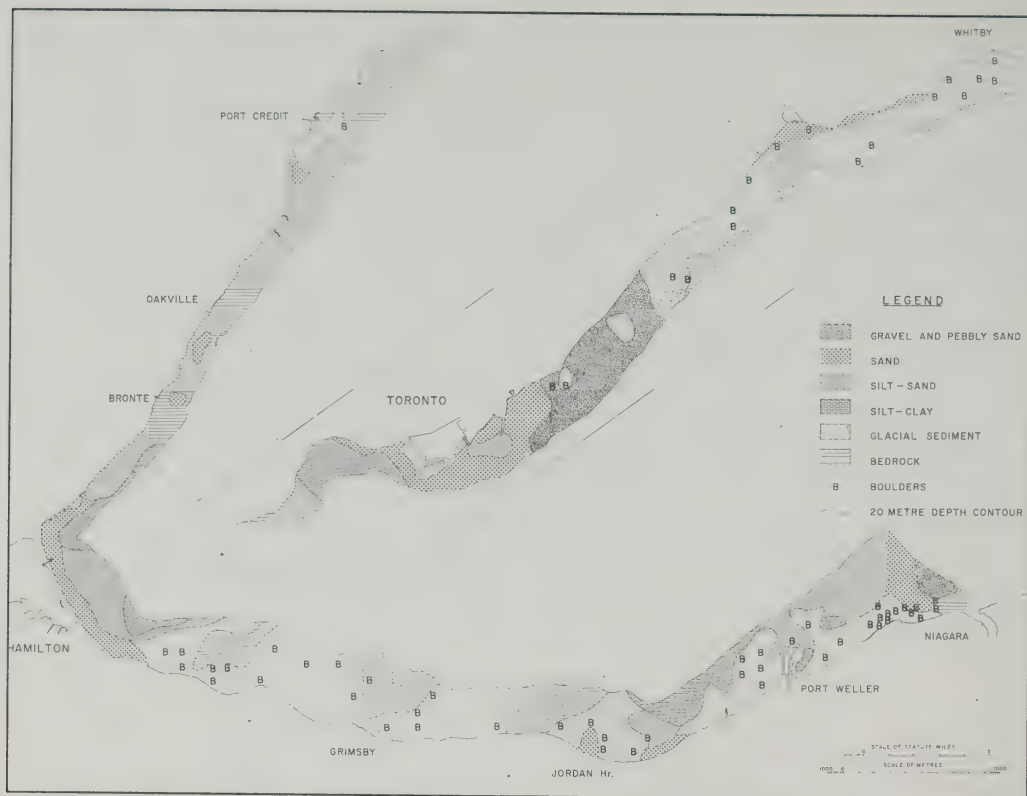 WHITBY
PORT CREDIT
OAKVILLE
BRONTE
TORONTO
HAMILTON
GRIMSBY
JORDAN Hr.
PORT WELLER
NIAGARA
LEGEND
GRAVEL AND PEBBLY SAND
SAND
SILT-SAND
SILT-CLAY
GLACIAL SEDIMENT
BEDROCK
B BOULDERS
20 METRE DEPTH CONTOUR
SCALE OF STATUTE MILES
SCALE OF METRES
1000 0